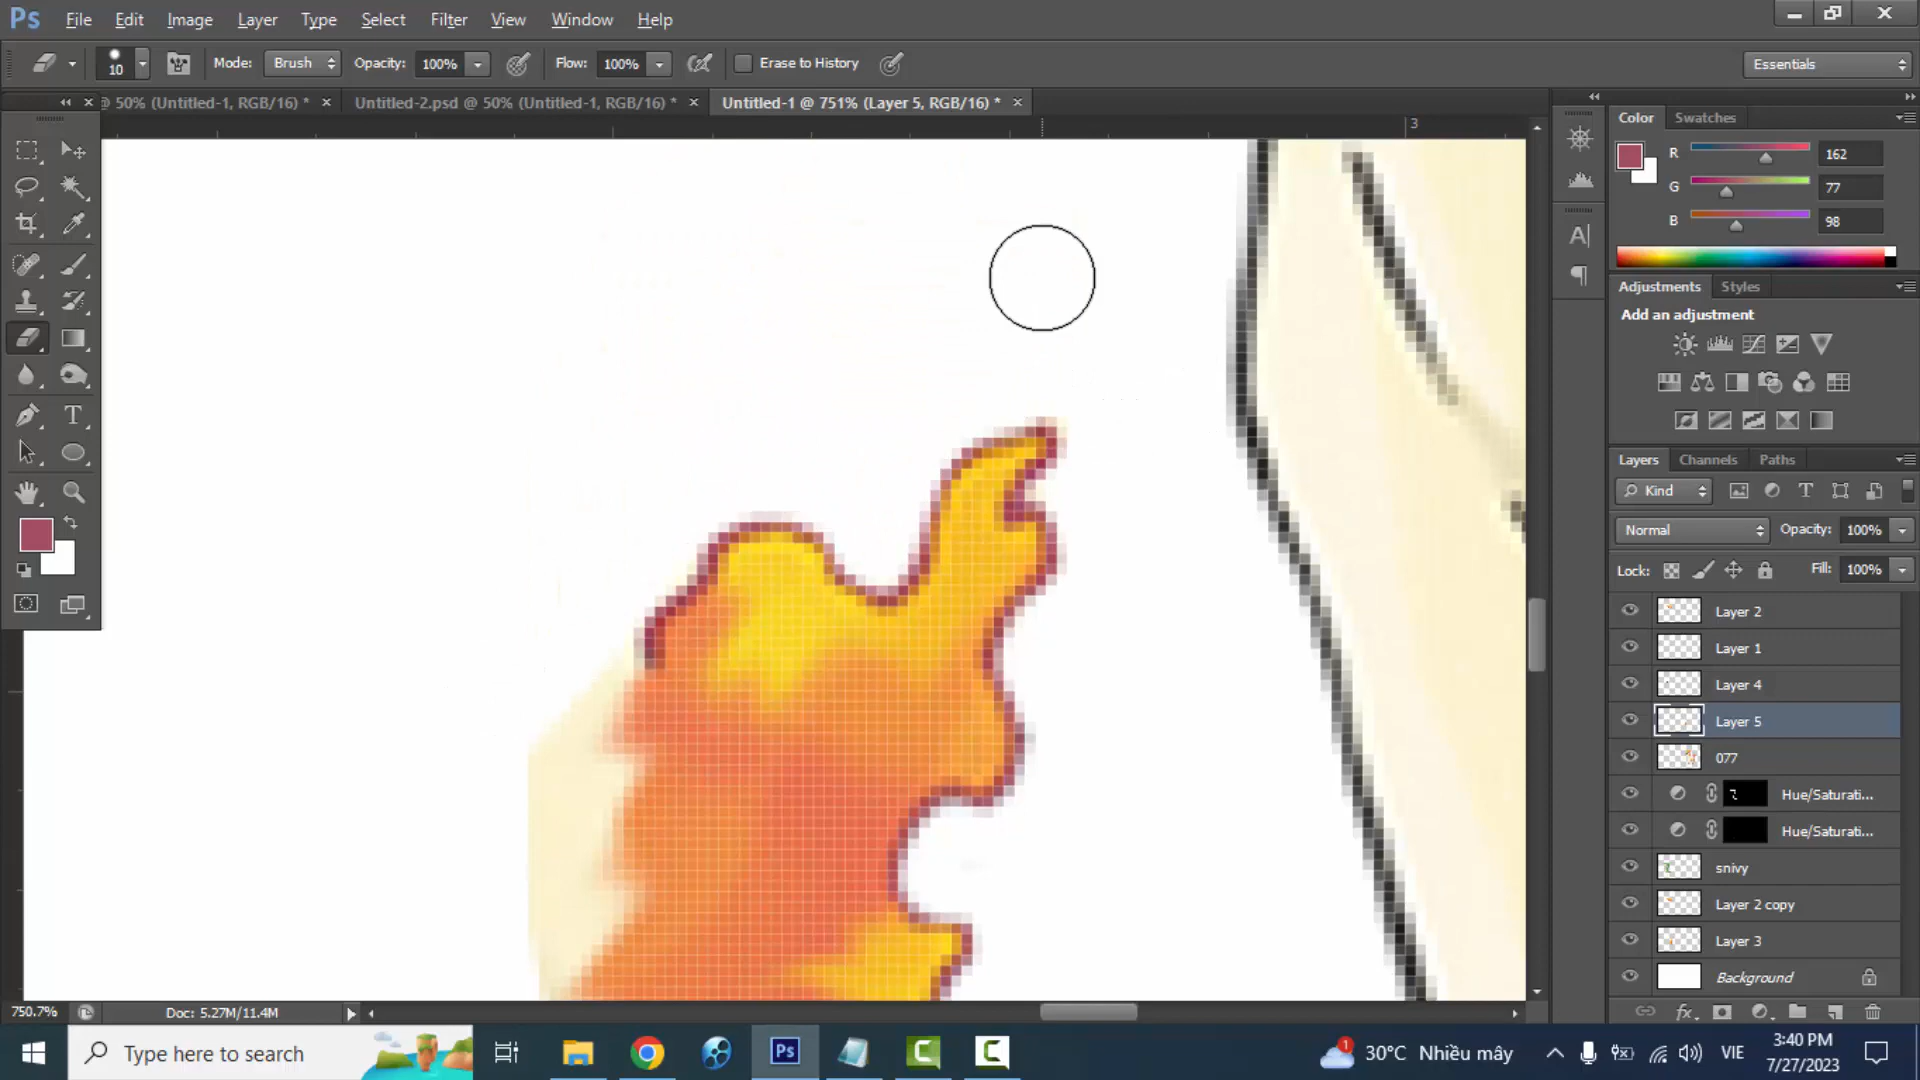 Ps File Edit Image Layer Type Select Filter View Window Help
10 Mode: Brush Opacity: 100% Flow: 100% Erase to History Essentials
@ 50% (Untitled-1, RGB/16) * Untitled-2.psd @ 50% (Untitled-1, RGB/16) * Untitled-1 @ 751% (Layer 5, RGB/16) *
3
Color Swatches
R 162
G 77
B 98
Adjustments Styles
Add an adjustment
Layers Channels Paths
Kind
Normal Opacity: 100%
Lock: Fill: 100%
Layer 2
Layer 1
Layer 4
Layer 5
077
Hue/Saturati...
Hue/Saturati...
snivy
Layer 2 copy
Layer 3
Background
750.7% Doc: 5.27M/11.4M
Type here to search
Ps
1
30°C Nhiều mây
VIE
3:40 PM
7/27/2023